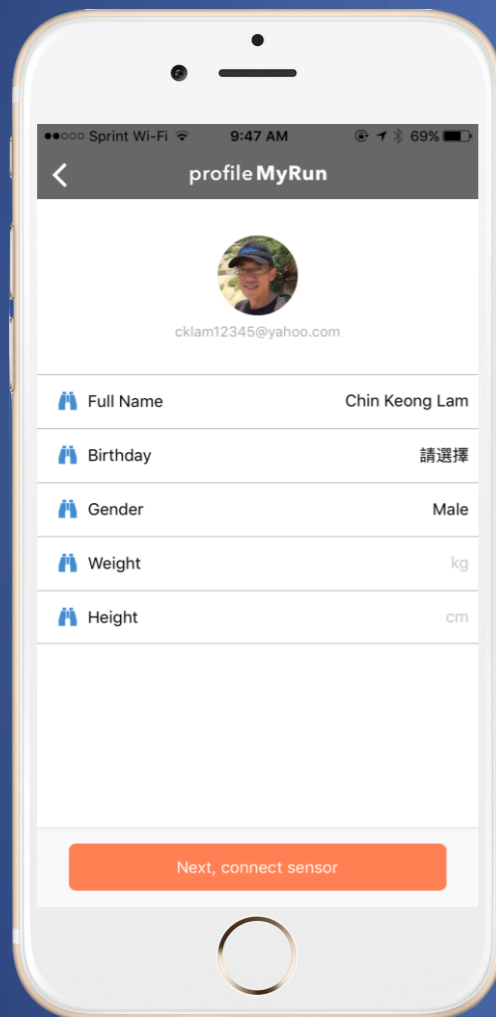 Sprint Wi-Fi 9:47 AM 69%
profile MyRun
cklam12345@yahoo.com
Full Name Chin Keong Lam
Birthday 請選擇
Gender Male
Weight kg
Height cm
Next, connect sensor